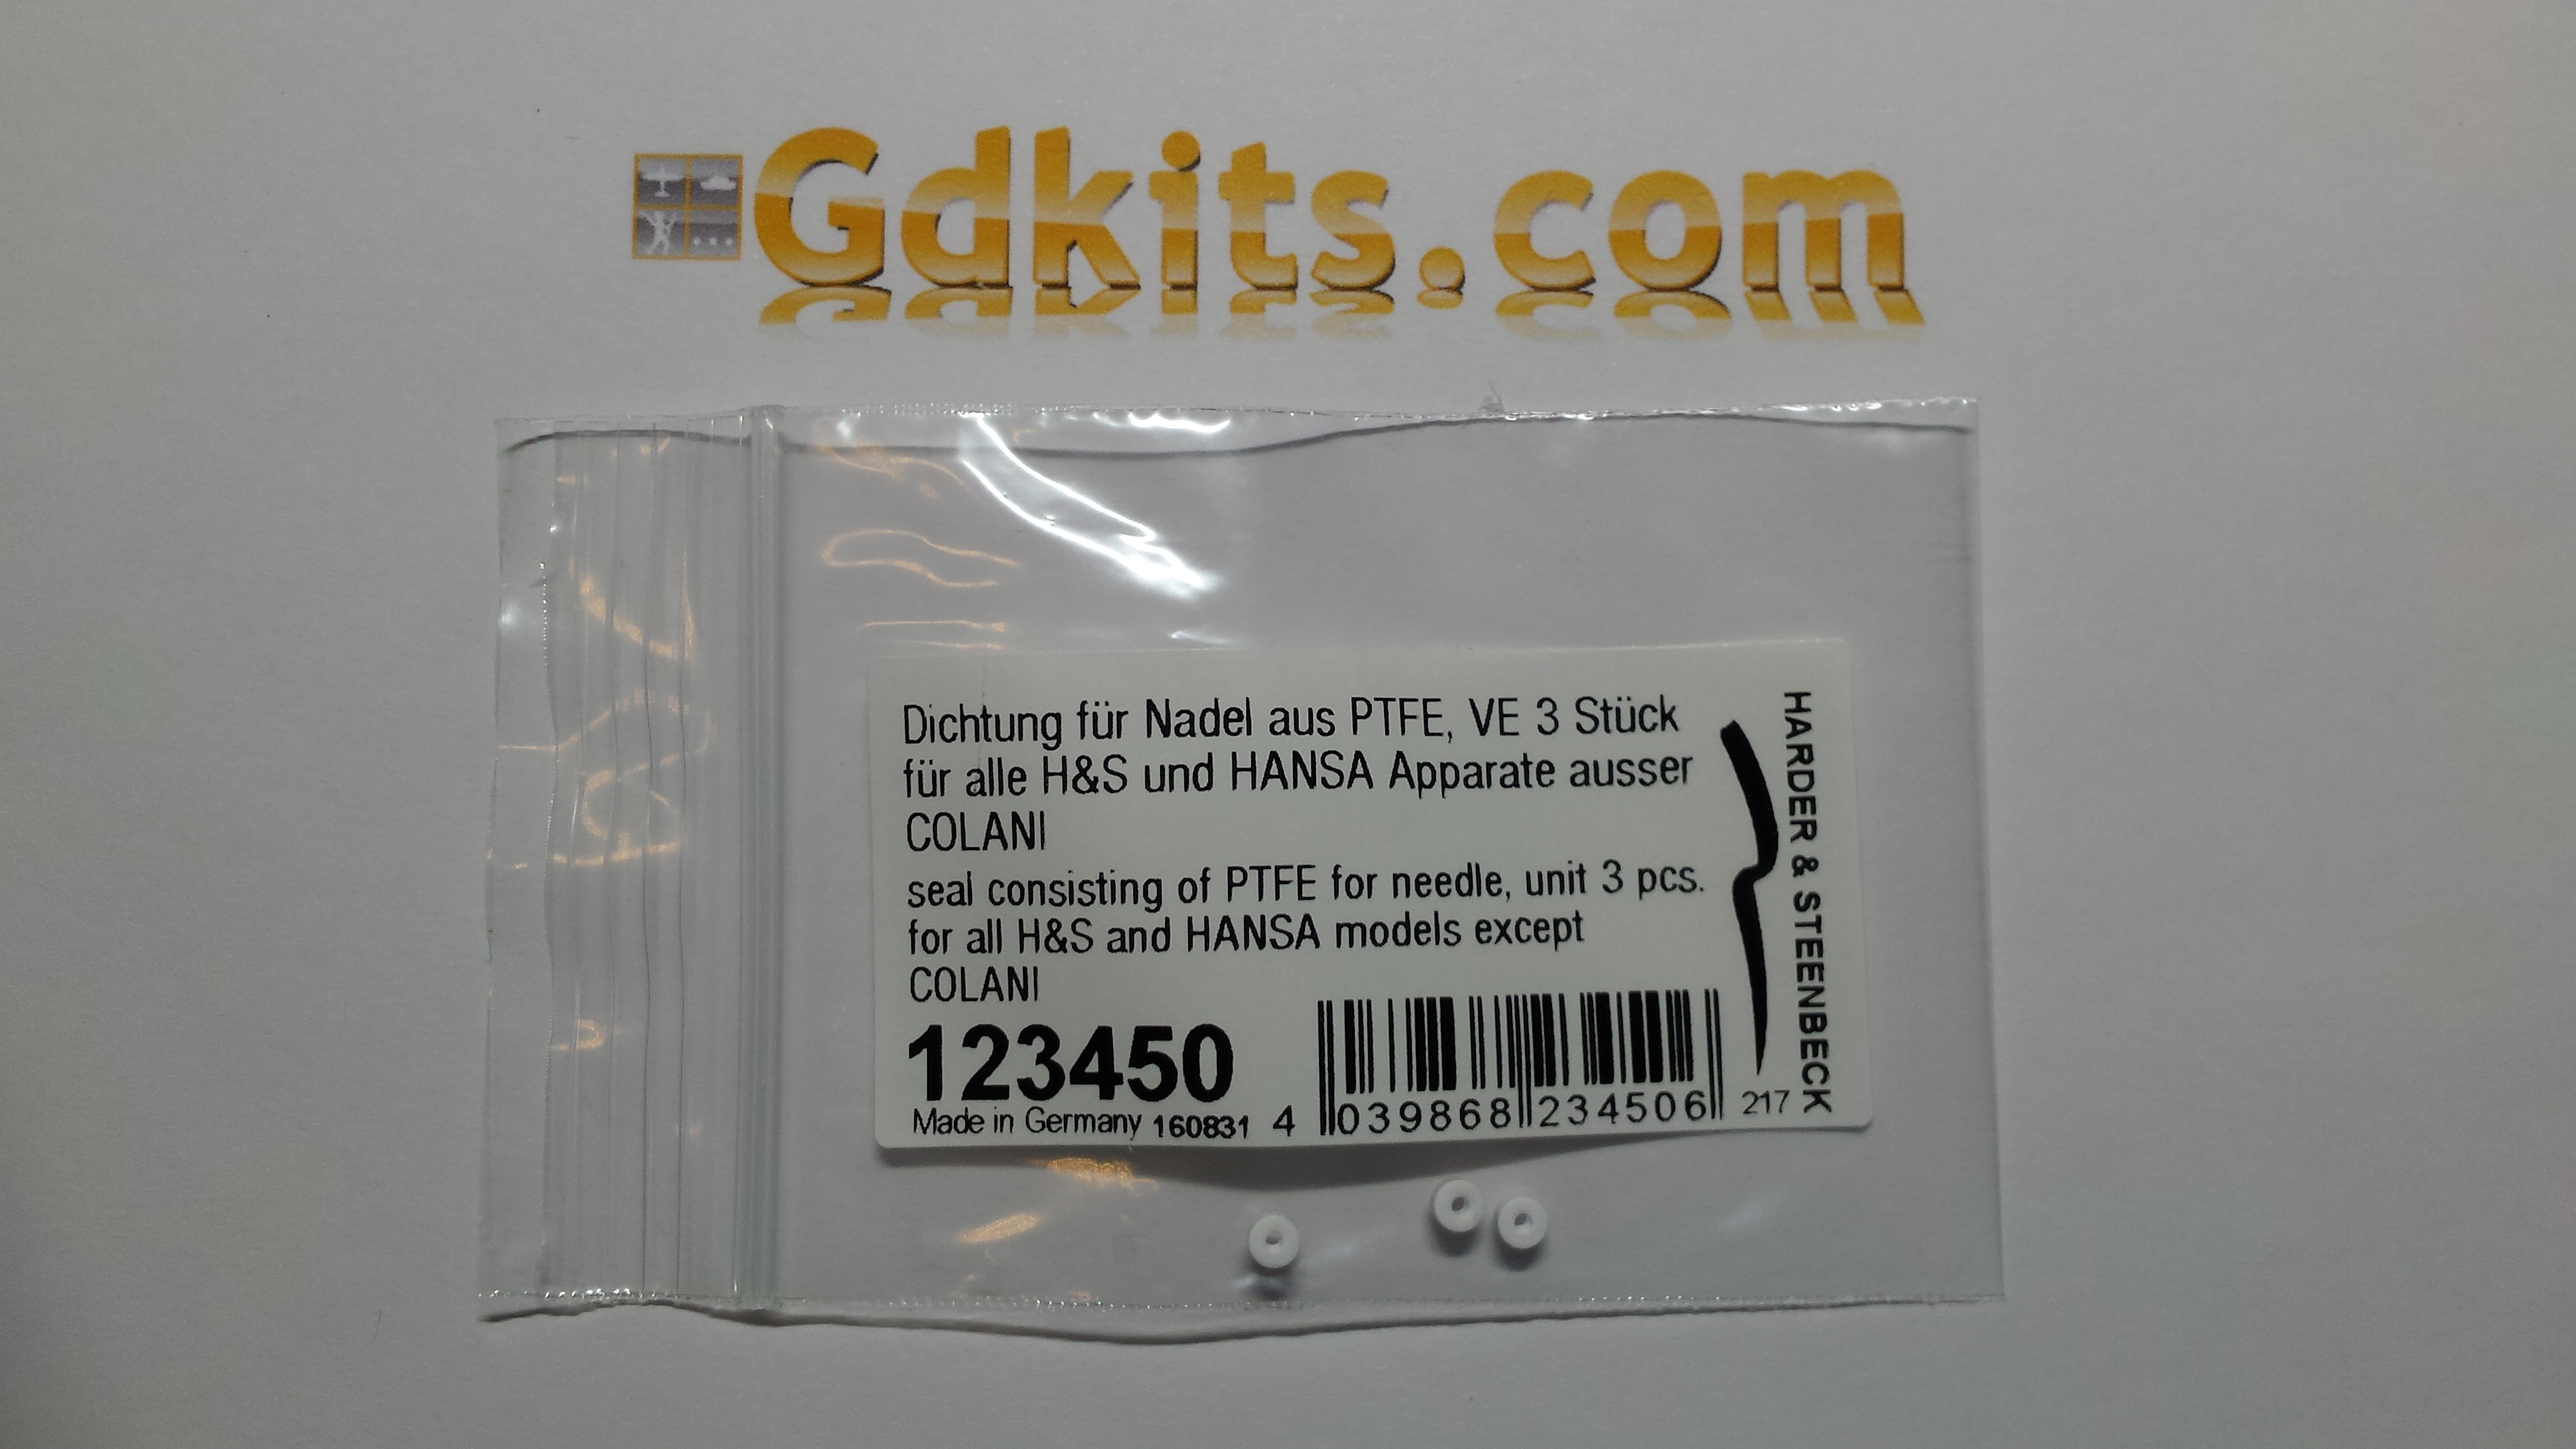 Gdkits.com
Dichtung für Nadel aus PTFE, VE 3 Stück
für alle H&S und HANSA Apparate ausser
COLANI
seal consisting of PTFE for needle, unit 3 pcs.
for all H&S and HANSA models except
COLANI
123450
Made in Germany 160831
4 039868 234506
217
HARDER & STEENBECK